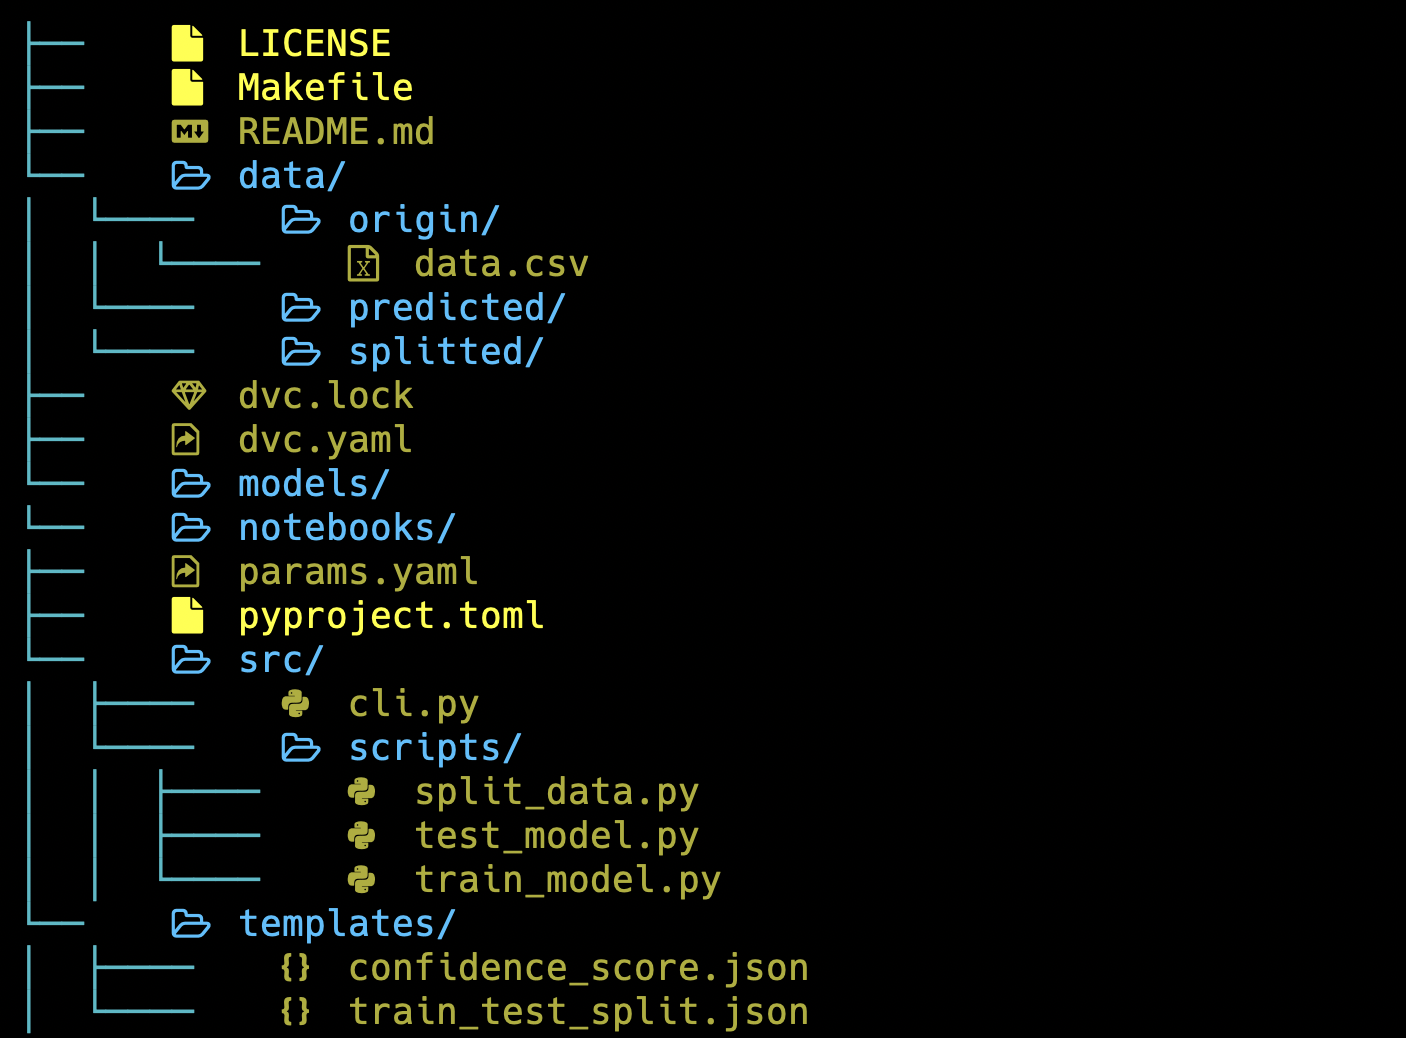 LICENSE
Makefile
README.md
data/
origin/
data.csv
predicted/
splitted/
dvc.lock
dvc.yaml
models/
notebooks/
params.yaml
pyproject.toml
src/
cli.py
scripts/
split_data.py
test_model.py
train_model.py
templates/
confidence_score.json
train_test_split.json